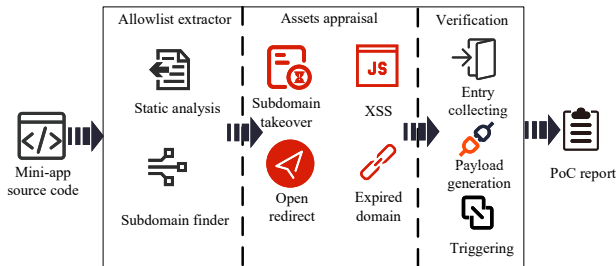 Allowlist extractor
Assets appraisal
Verification
Static analysis
Subdomain finder
Subdomain
takeover
JS
XSS
Open
redirect
Expired
domain
Entry
collecting
Payload
generation
Triggering
</>
Mini-app
source code
PoC report